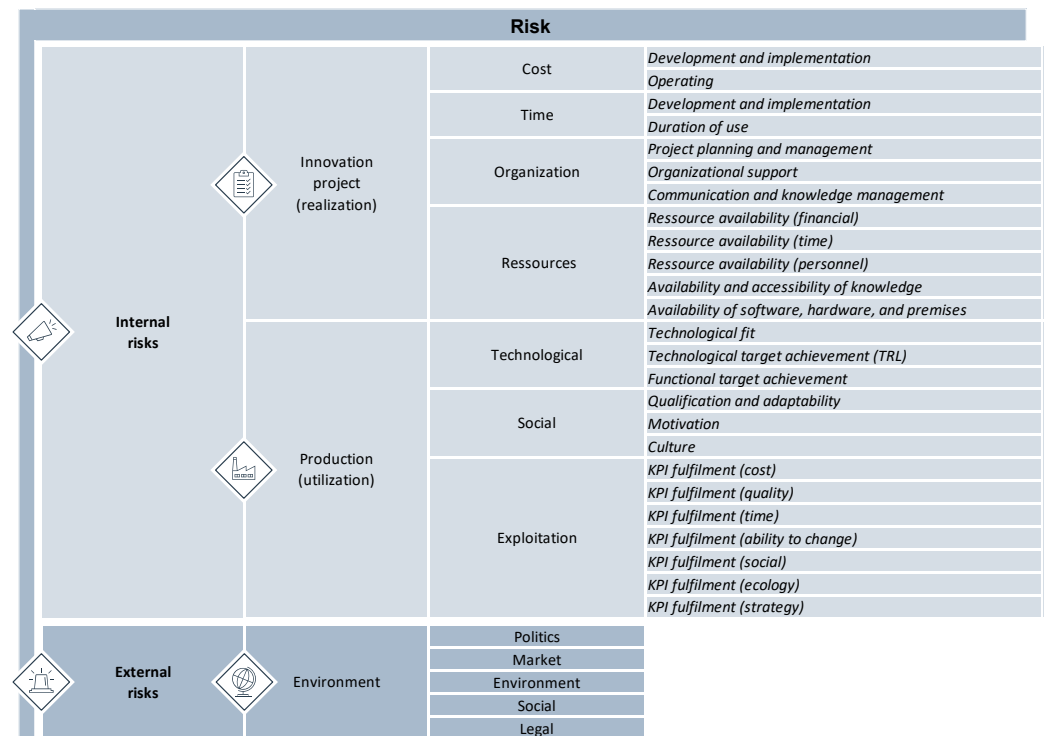 Risk
Internal
risks
Innovation
project
(realization)
Cost
Development and implementation
Operating
Time
Development and implementation
Duration of use
Organization
Project planning and management
Organizational support
Communication and knowledge management
Ressources
Ressource availability (financial)
Ressource availability (time)
Ressource availability (personnel)
Availability and accessibility of knowledge
Availability of software, hardware, and premises
Production
(utilization)
Technological
Technological fit
Technological target achievement (TRL)
Functional target achievement
Social
Qualification and adaptability
Motivation
Culture
Exploitation
KPI fulfilment (cost)
KPI fulfilment (quality)
KPI fulfilment (time)
KPI fulfilment (ability to change)
KPI fulfilment (social)
KPI fulfilment (ecology)
KPI fulfilment (strategy)
External
risks
Environment
Politics
Market
Environment
Social
Legal